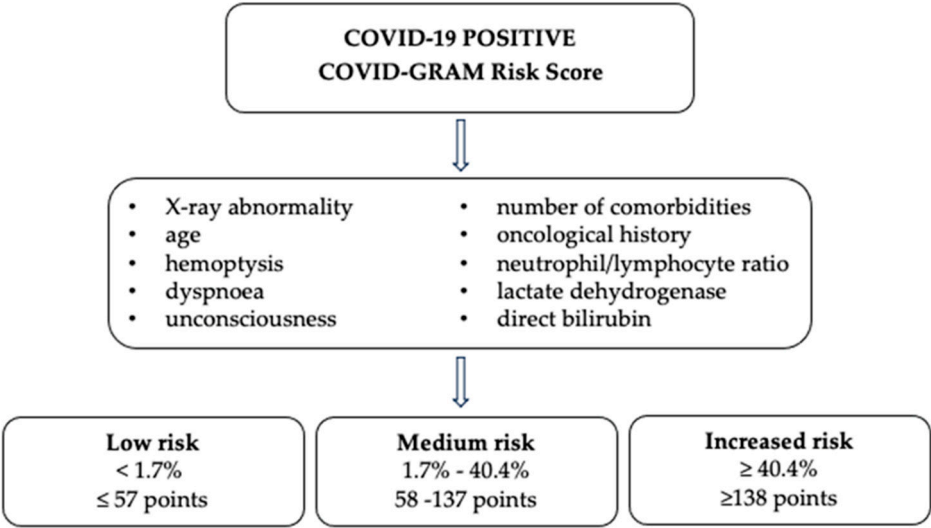 COVID-19 POSITIVE
COVID-GRAM Risk Score
• X-ray abnormality
• age
• hemoptysis
• dyspnoea
• unconsciousness
• number of comorbidities
• oncological history
• neutrophil/lymphocyte ratio
• lactate dehydrogenase
• direct bilirubin
Low risk
< 1.7%
≤ 57 points
Medium risk
1.7% - 40.4%
58 -137 points
Increased risk
≥ 40.4%
≥138 points